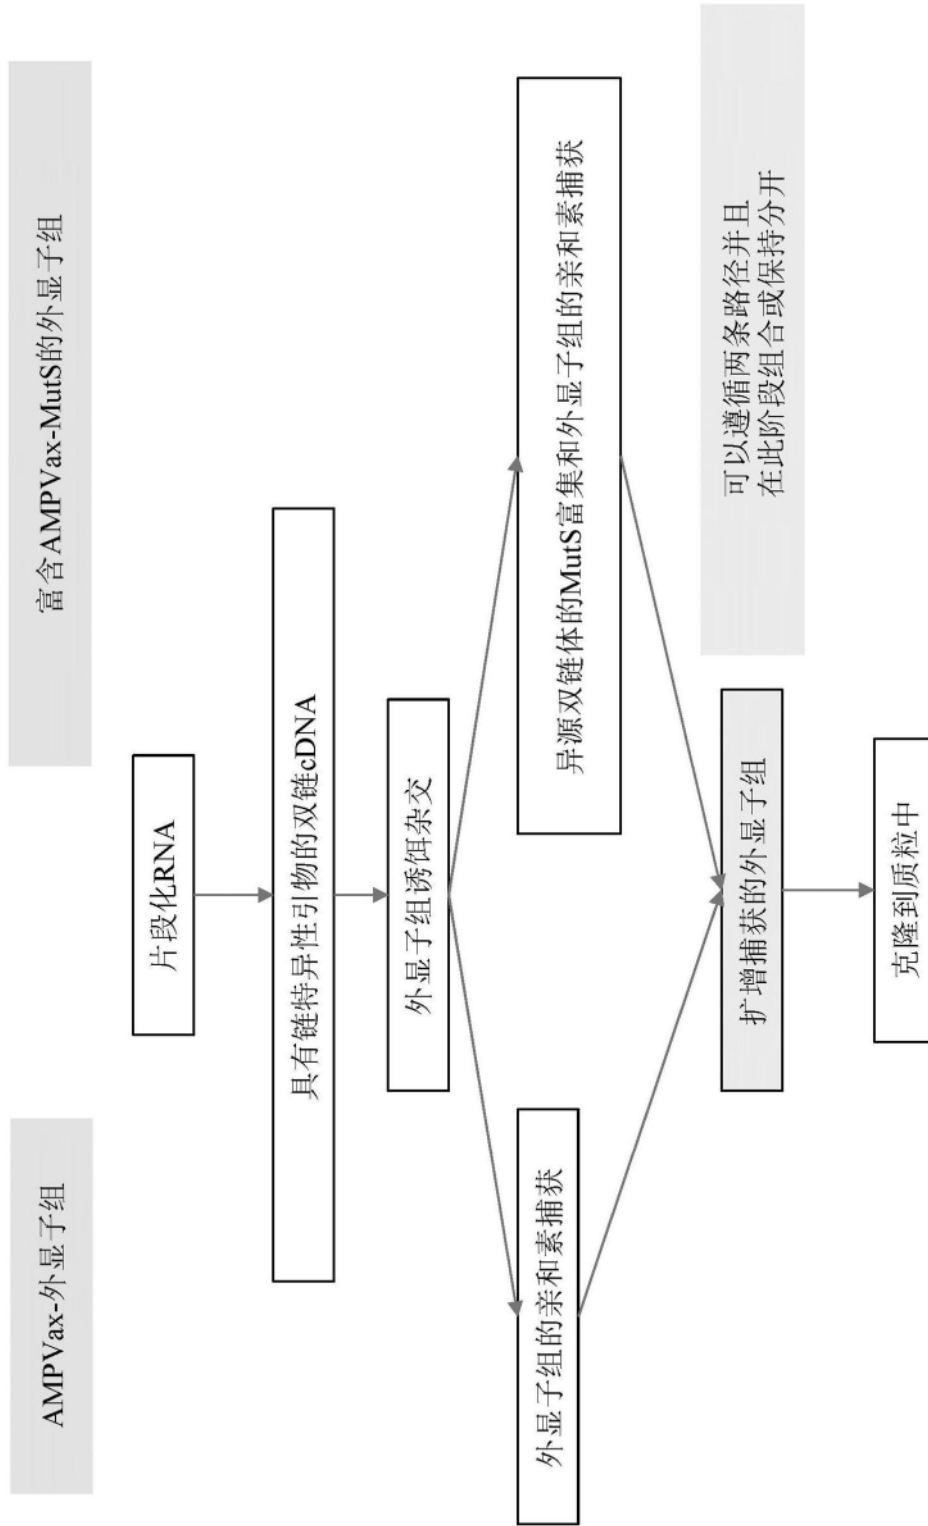 AMPVax-外显子组
富含AMPVax-MutS的外显子组
片段化RNA
具有链特异性引物的双链cDNA
外显子组诱饵杂交
外显子组的亲和素捕获
异源双链体的MutS富集和外显子组的亲和素捕获
扩增捕获的外显子组
可以遵循两条路径并且
在此阶段组合或保持分开
克隆到质粒中